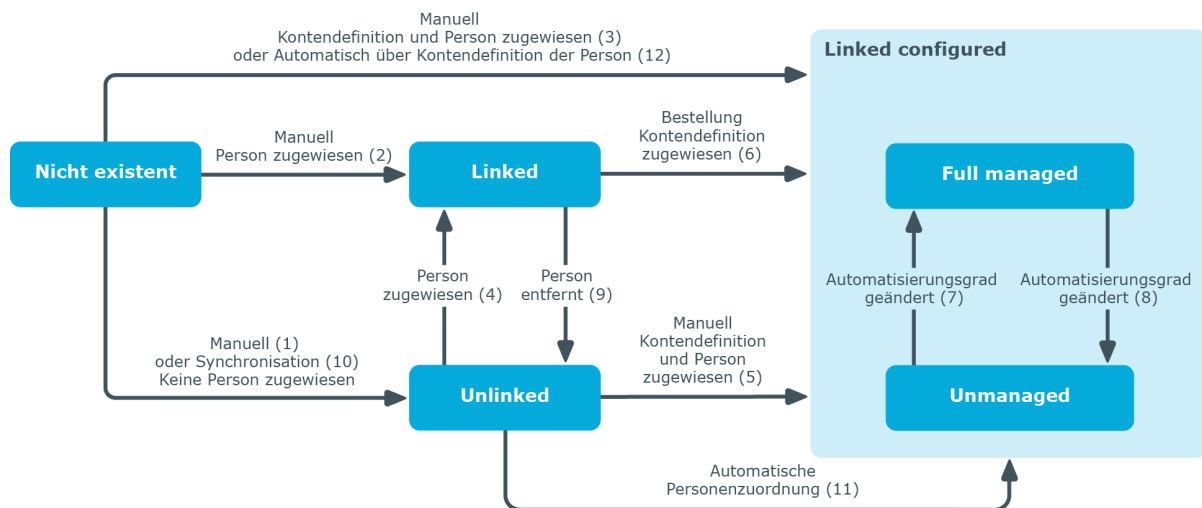 Manuell
Kontendefinition und Person zugewiesen (3)
oder Automatisch über Kontendefinition der Person (12)
Linked configured
Manuell
Person zugewiesen (2)
Bestellung
Kontendefinition
zugewiesen (6)
Nicht existent
Linked
Full managed
Person
zugewiesen (4)
Person
entfernt (9)
Automatisierungsgrad
geändert (7)
Automatisierungsgrad
geändert (8)
Manuell (1)
oder Synchronisation (10)
Keine Person zugewiesen
Manuell
Kontendefinition
und Person
zugewiesen (5)
Unlinked
Unmanaged
Automatische
Personenzuordnung (11)